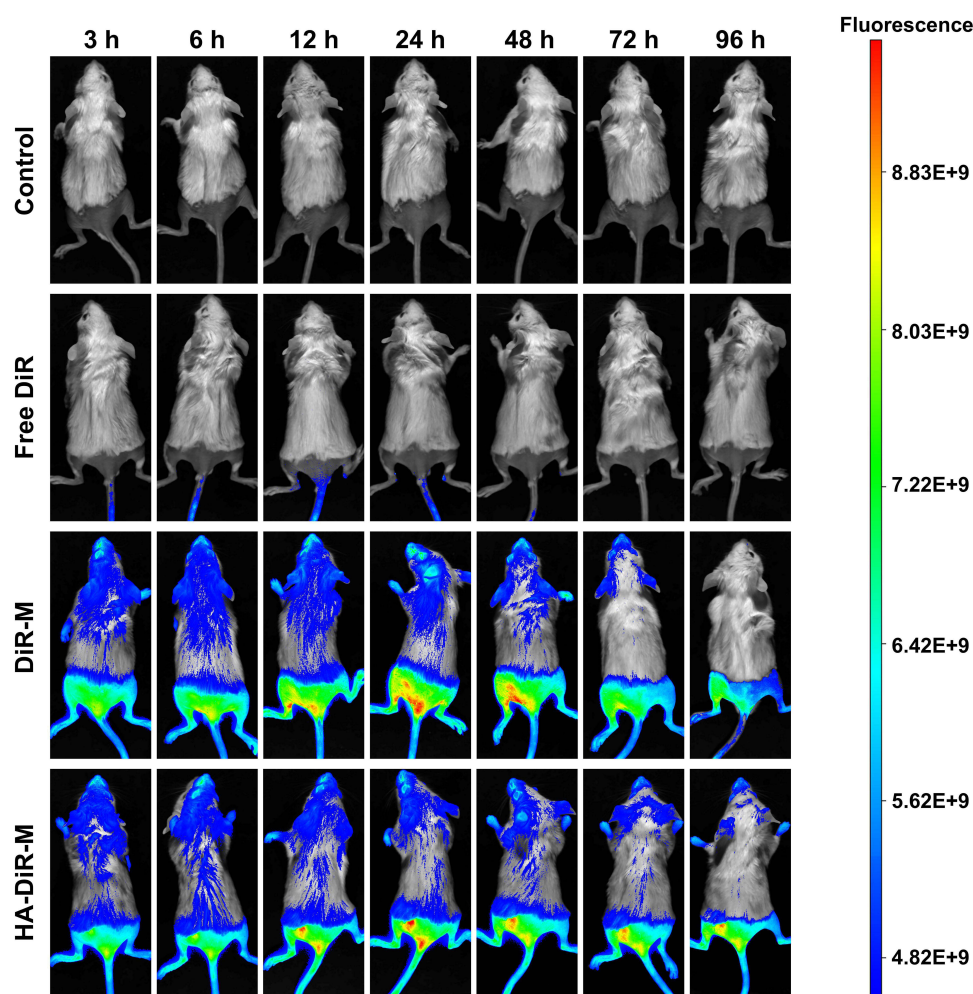 Fluorescence
3 h 6 h 12 h 24 h 48 h 72 h 96 h
Control
Free DiR
DiR-M
HA-DiR-M
8.83E+9
8.03E+9
7.22E+9
6.42E+9
5.62E+9
4.82E+9